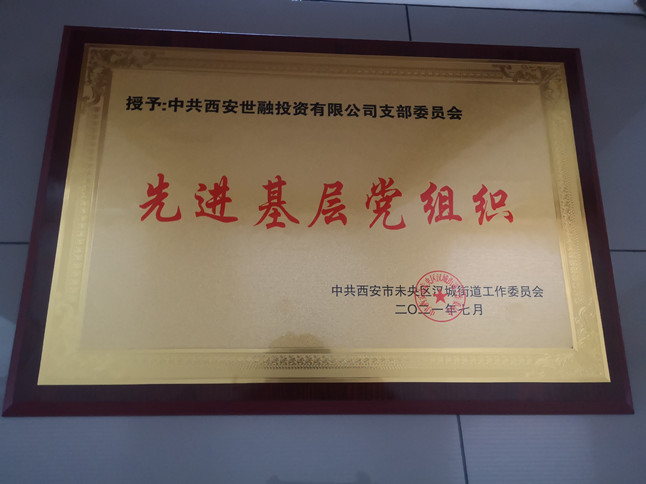 授予:中共西安世融投资有限公司支部委员会
先进基层党组织
中共西安市未央区汉城街道工作委员会
二〇二一年七月